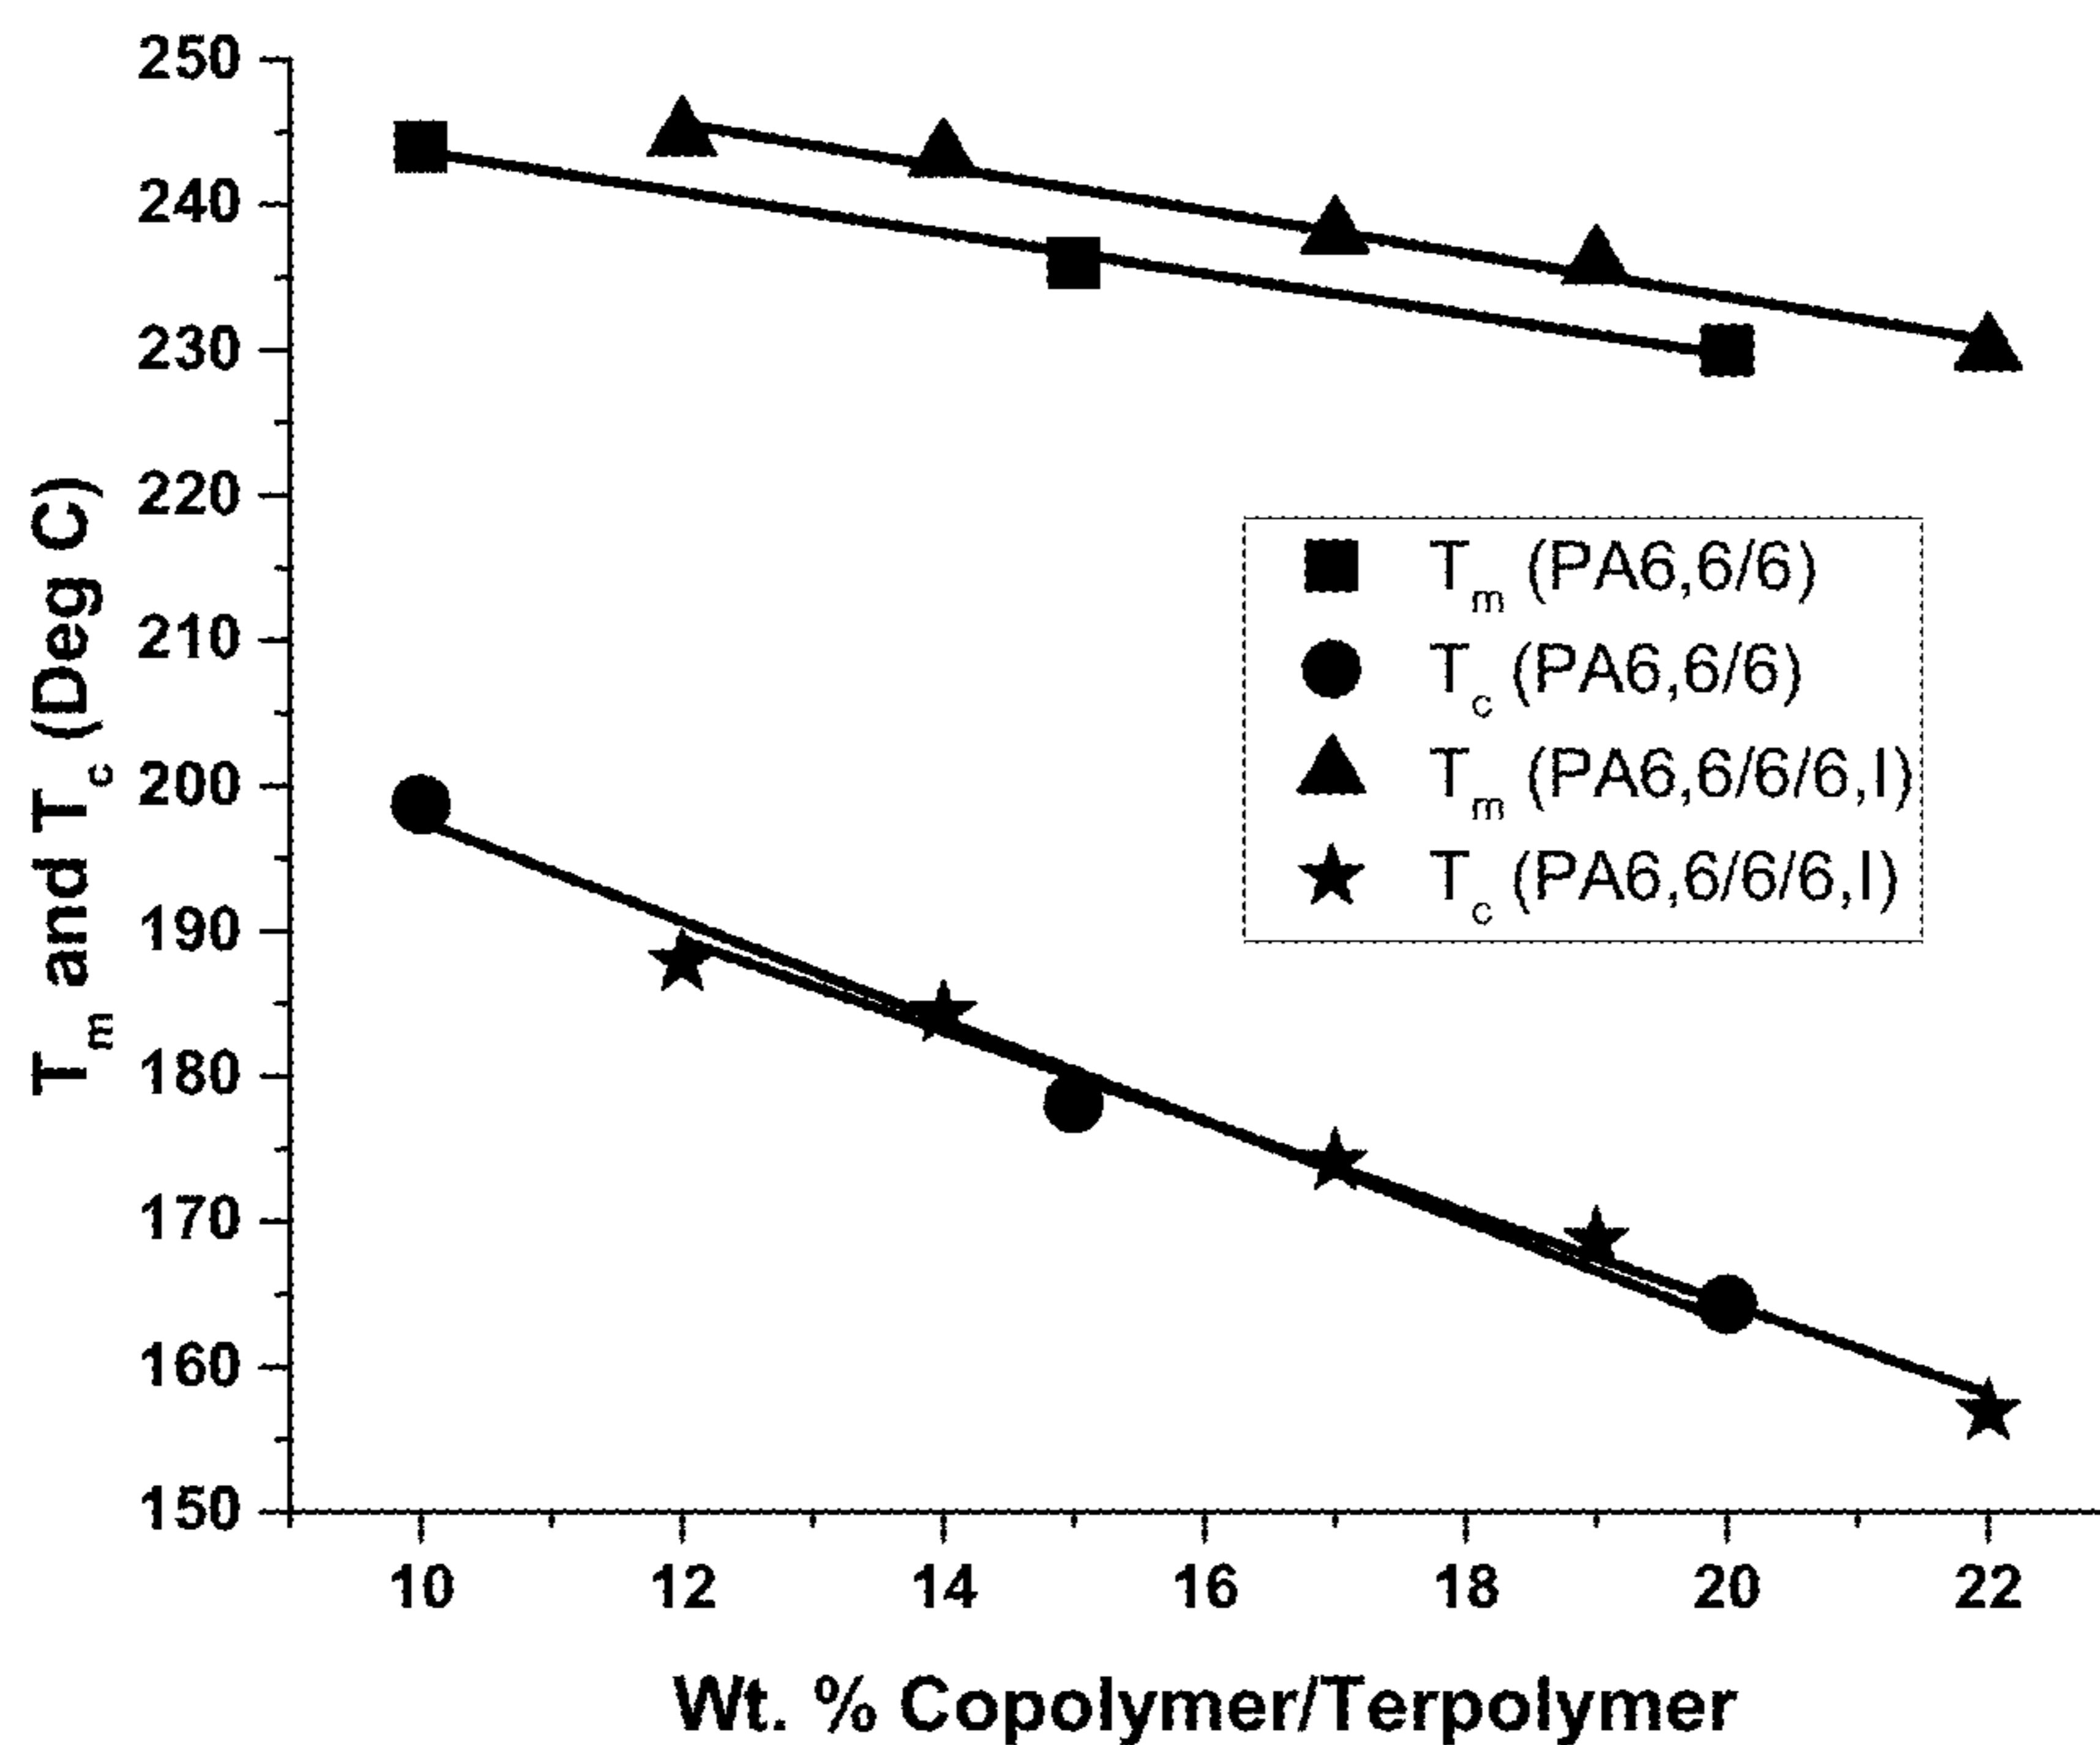 250
240
230
220
210
200
190
180
170
160
150
Tm and Tc (Deg C)
Tm (PA6,6/6)
Tc (PA6,6/6)
Tm (PA6,6/6/6,I)
Tc (PA6,6/6/6,I)
10 12 14 16 18 20 22
Wt. % Copolymer/Terpolymer